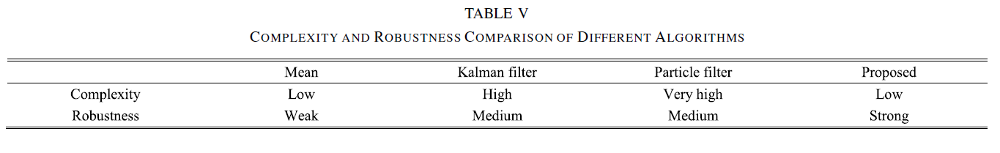 TABLE V
COMPLEXITY AND ROBUSTNESS COMPARISON OF DIFFERENT ALGORITHMS
Mean Kalman filter Particle filter Proposed
Complexity Low High Very high Low
Robustness Weak Medium Medium Strong